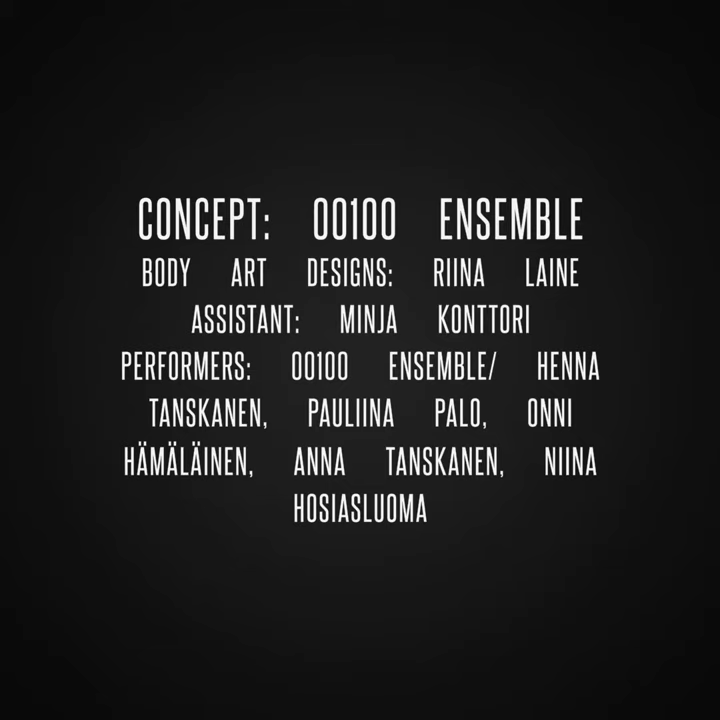 CONCEPT: 00100 ENSEMBLE
BODY ART DESIGNS: RIINA LAINE
ASSISTANT: MINJA KONTTORI
PERFORMERS: 00100 ENSEMBLE/ HENNA
TANSKANEN, PAULIINA PALO, ONNI
HÄMÄLÄINEN, ANNA TANSKANEN, NIINA
HOSIASLUOMA